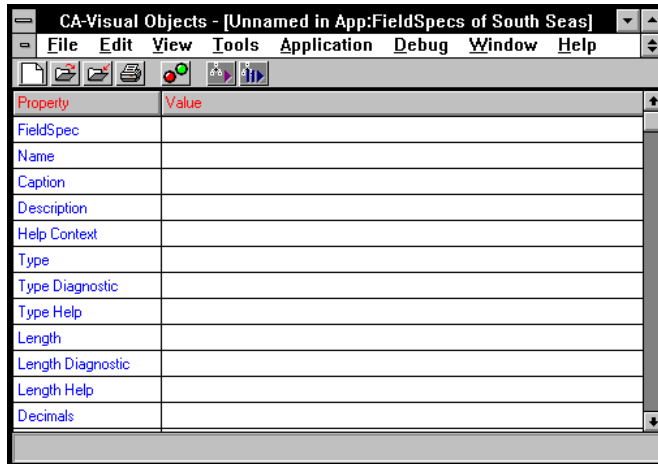 CA-Visual Objects - [Unnamed in App:FieldSpecs of South Seas]
File Edit View Tools Application Debug Window Help
Property Value
FieldSpec
Name
Caption
Description
Help Context
Type
Type Diagnostic
Type Help
Length
Length Diagnostic
Length Help
Decimals